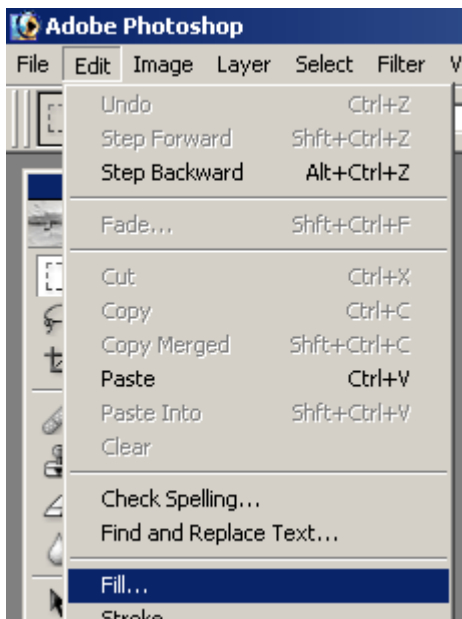 Adobe Photoshop
File Edit Image Layer Select Filter
Undo Ctrl+Z
Step Forward Shft+Ctrl+Z
Step Backward Alt+Ctrl+Z
Fade... Shft+Ctrl+F
Cut Ctrl+X
Copy Ctrl+C
Copy Merged Shft+Ctrl+C
Paste Ctrl+V
Paste Into Shft+Ctrl+V
Clear
Check Spelling...
Find and Replace Text...
Fill...